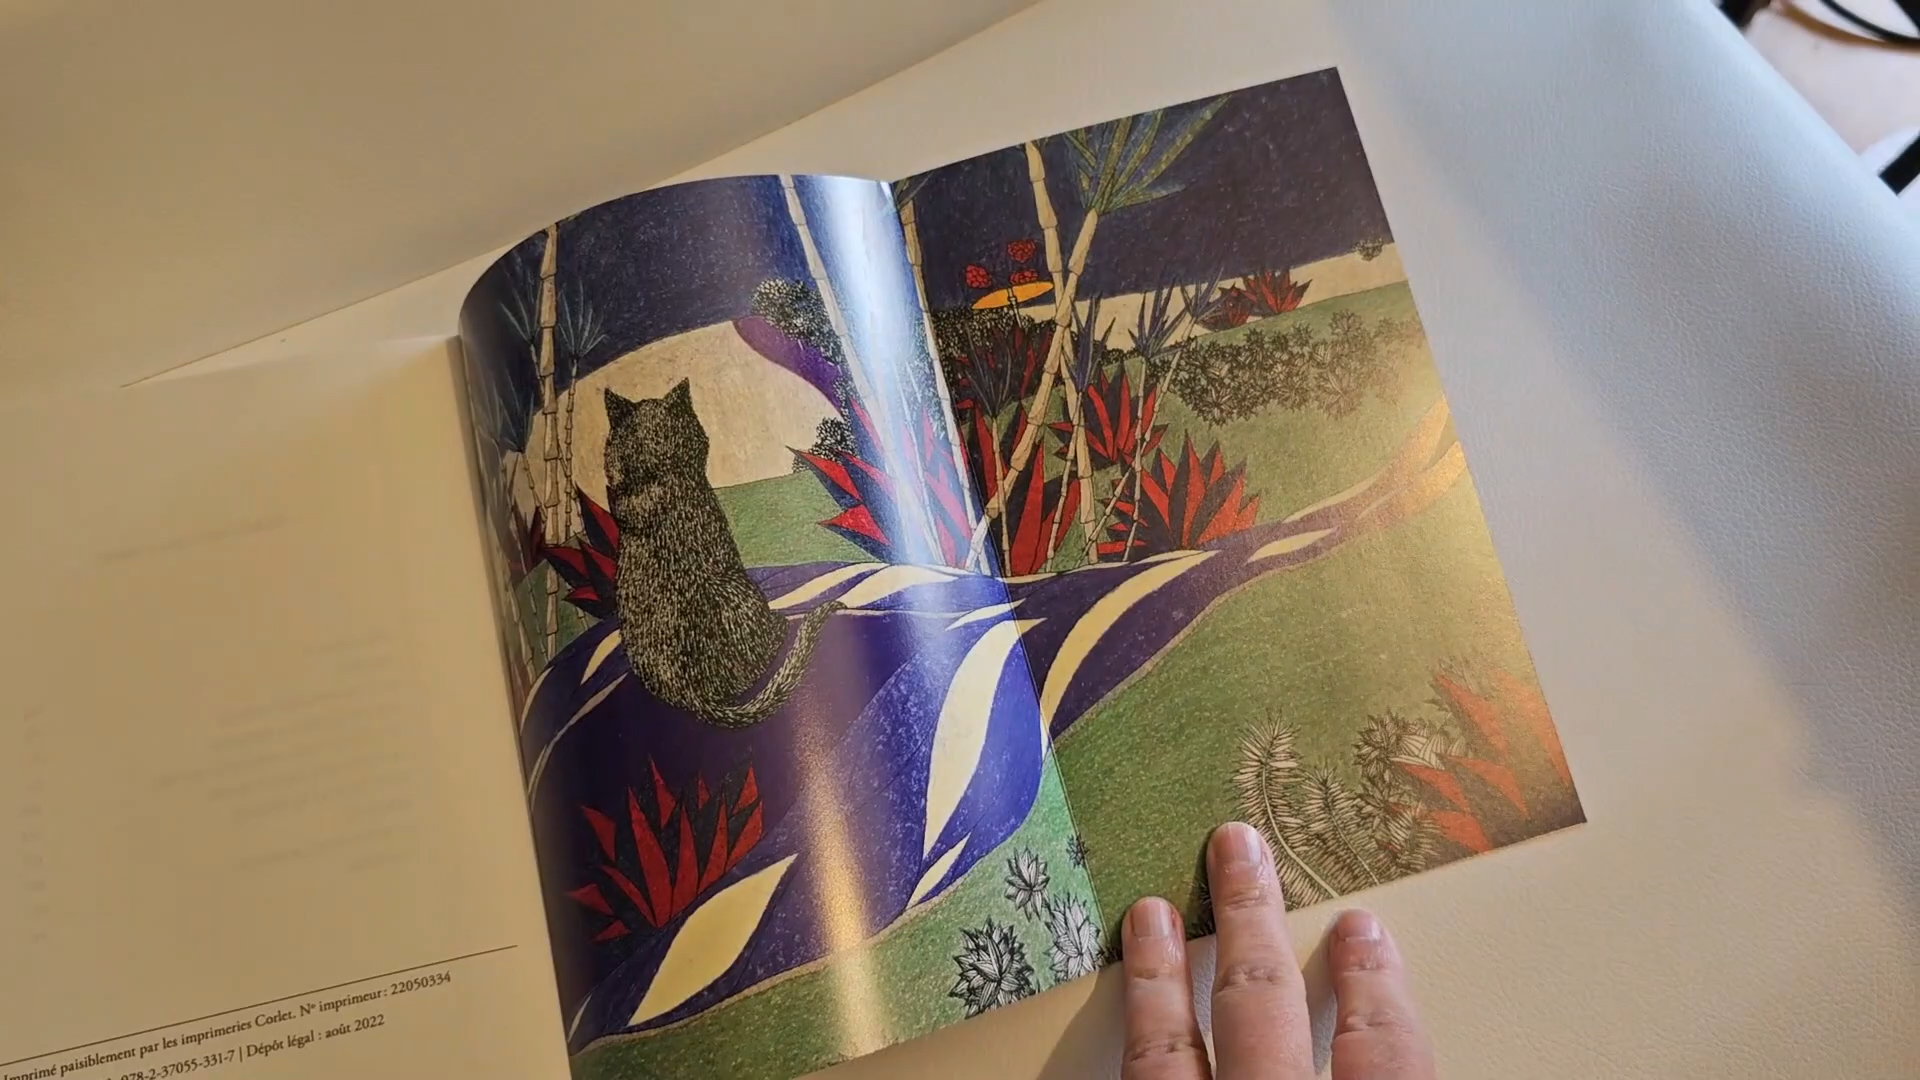 Imprimé paisiblement par les imprimeries Corlet. Nº imprimeur : 22050334
978-2-37055-331-7 | Dépôt légal : août 2022